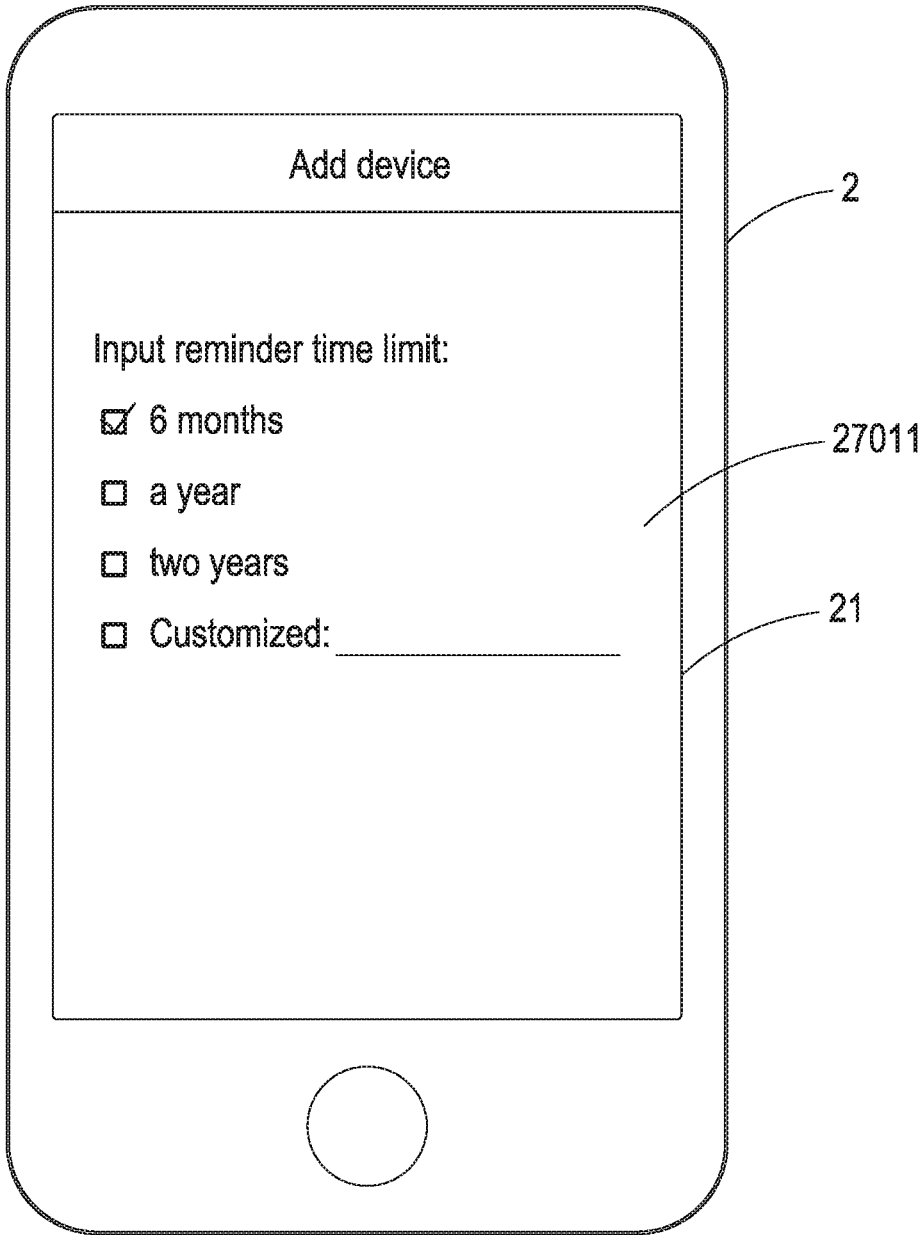 Add device
2
Input reminder time limit:
6 months
27011
a year
two years
21
Customized: